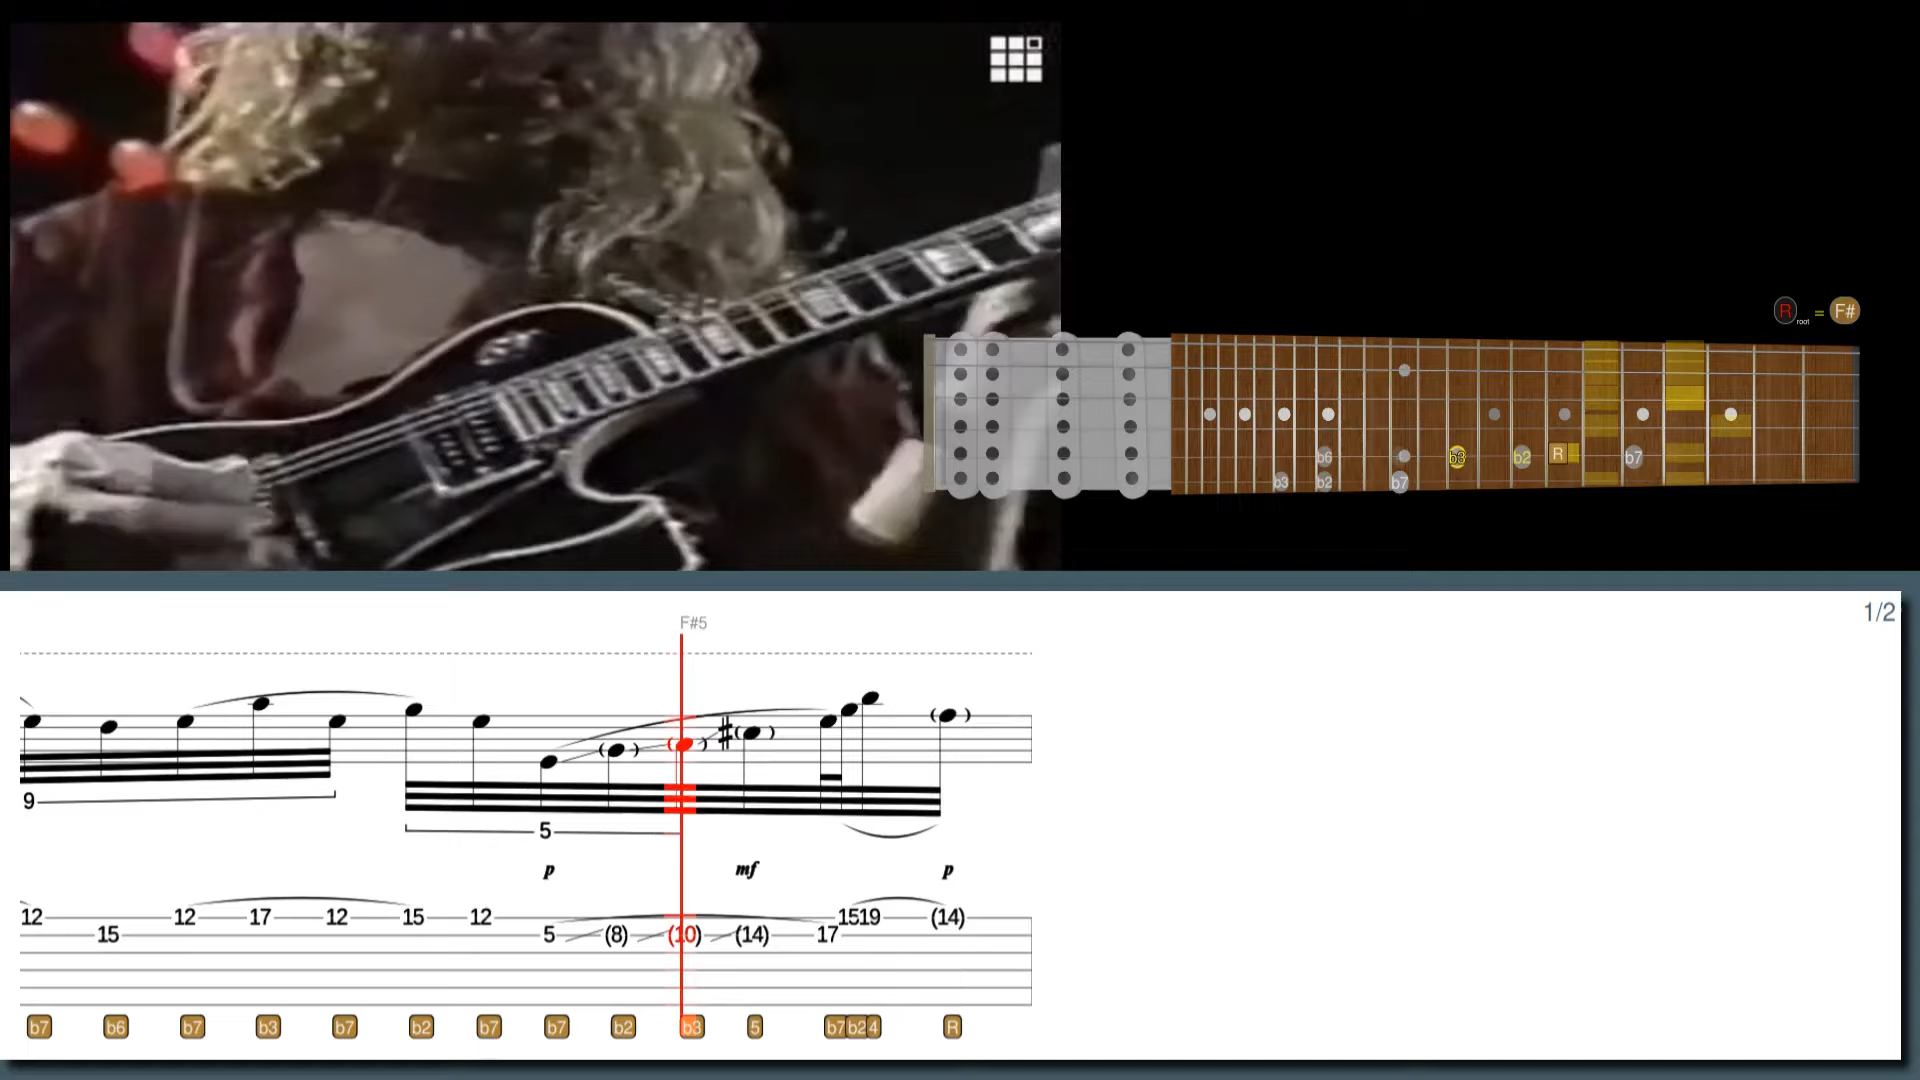 R root = F#
b6 b3 b2 R b7
b3 b2 b7
1/2
F#5
9
5
p mf p
12 12 17 12 15 12 1519 (14)
15 5 (8) (10) (14) 17
b7 b6 b7 b3 b7 b2 b7 b7 b2 b3 5 b7 b2 4 R